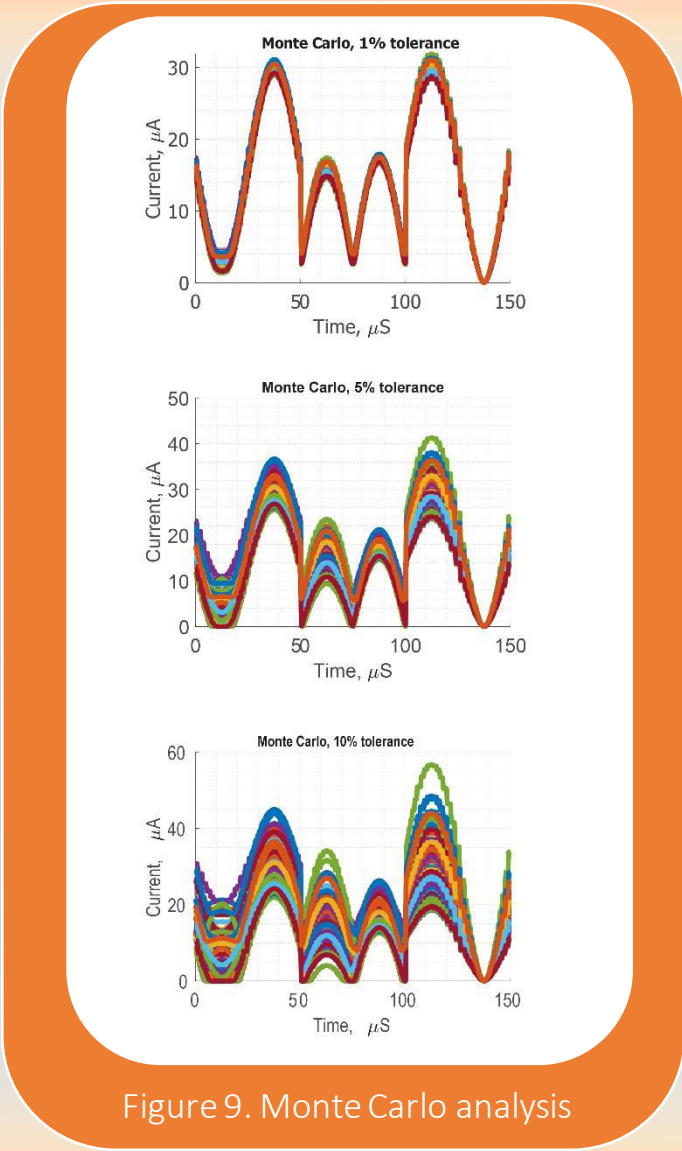 Monte Carlo, 1% tolerance
30
20
10
0
Current, μA
0 50 100 150
Time, μS
Monte Carlo, 5% tolerance
50
40
30
20
10
0
Current, μA
0 50 100 150
Time, μS
Monte Carlo, 10% tolerance
60
40
20
0
Current, μA
0 50 100 150
Time, μS
Figure 9. Monte Carlo analysis